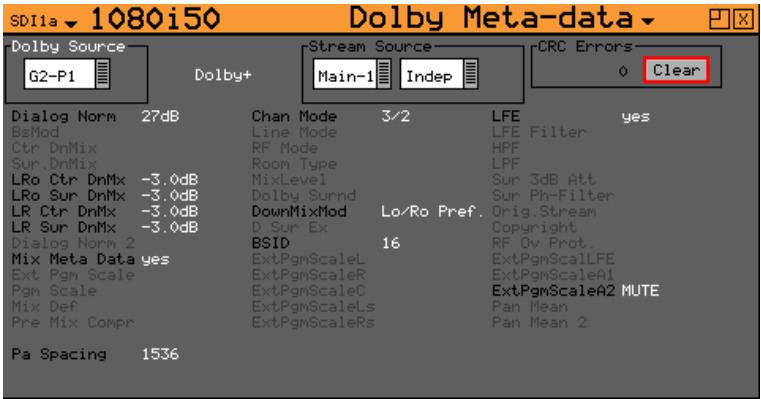 SDI1a 1080i50 Dolby Meta-data
Dolby Source Stream Source CRC Errors
G2-P1 Dolby+ Main-1 Indep 0 Clear
Dialog Norm 27dB Chan Mode 3/2 LFE yes
BsMod Line Mode LFE Filter
Ctr DnMix RF Mode HPF
Sur.DnMix Room Type LPF
LRo Ctr DnMx -3.0dB MixLevel Sur 3dB Att
LRo Sur DnMx -3.0dB Dolby Surnd Sur Ph-Filter
LR Ctr DnMx -3.0dB DownMixMod Lo/Ro Pref. Orig.Stream
LR Sur DnMx -3.0dB D Sur Ex Copyright
Dialog Norm 2 BSID 16 RF Ov Prot.
Mix Meta Data yes ExtPgmScaleL ExtPgmScalLFE
Ext Pgm Scale ExtPgmScaleR ExtPgmScaleA1
Pgm Scale ExtPgmScaleC ExtPgmScaleA2 MUTE
Mix Def ExtPgmScaleLs Pan Mean
Pre Mix Compr ExtPgmScaleRs Pan Mean 2
Pa Spacing 1536